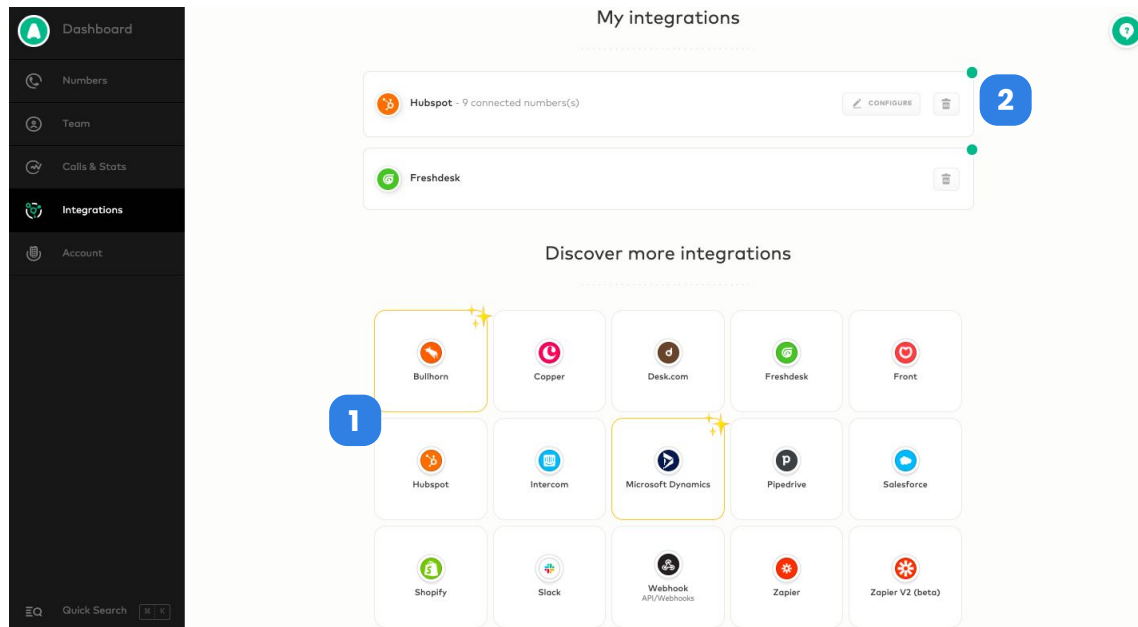 Dashboard
Numbers
Team
Calls & Stats
Integrations
Account
Quick Search ⌘ K
My integrations
Hubspot - 9 connected numbers(s)
CONFIGURE
2
Freshdesk
Discover more integrations
Bullhorn
Copper
Desk.com
Freshdesk
Front
1
Hubspot
Intercom
Microsoft Dynamics
Pipedrive
Salesforce
Shopify
Slack
Webhook
API/Webhooks
Zapier
Zapier V2 (beta)